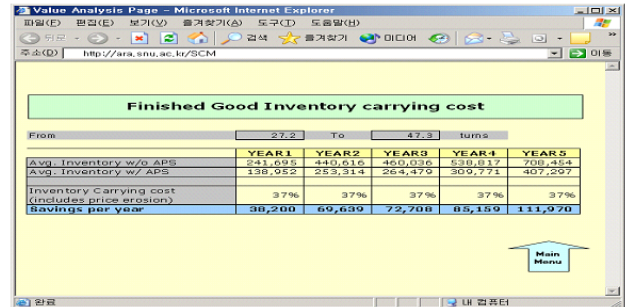 Value Analysis Page - Microsoft Internet Explorer
파일(F) 편집(E) 보기(V) 즐겨찾기(A) 도구(T) 도움말(H)
뒤로 검색 즐겨찾기 미디어
주소(D) http://ara.snu.ac.kr/SCM 이동
Finished Good Inventory carrying cost
From 27.2 To 47.3 turns
YEAR1 YEAR2 YEAR3 YEAR4 YEAR5
Avg. Inventory w/o APS 241,695 440,616 460,036 538,817 708,454
Avg. Inventory w/ APS 138,952 253,314 264,479 309,771 407,297
Inventory Carrying cost
(includes price erosion) 37% 37% 37% 37% 37%
Savings per year 38,200 69,639 72,708 85,159 111,970
Main
Menu
완료 내 컴퓨터